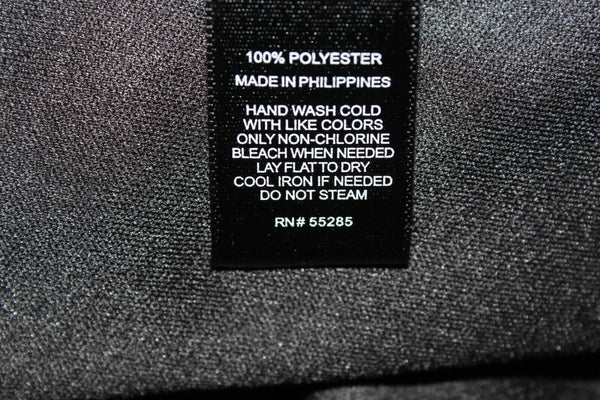 100% POLYESTER
MADE IN PHILIPPINES
HAND WASH COLD
WITH LIKE COLORS
ONLY NON-CHLORINE
BLEACH WHEN NEEDED
LAY FLAT TO DRY
COOL IRON IF NEEDED
DO NOT STEAM
RN# 55285